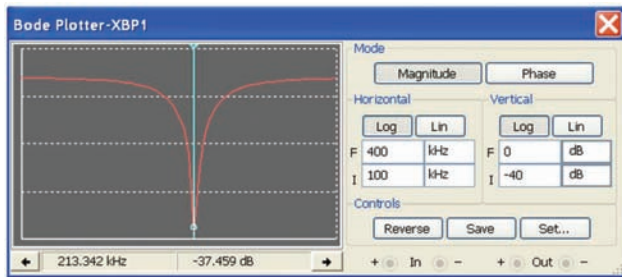 Bode Plotter-XBP1
Mode
Magnitude Phase
Horizontal Vertical
Log Lin Log Lin
F 400 kHz F 0 dB
I 100 kHz I -40 dB
Controls
Reverse Save Set...
213.342 kHz -37.459 dB + In - + Out -